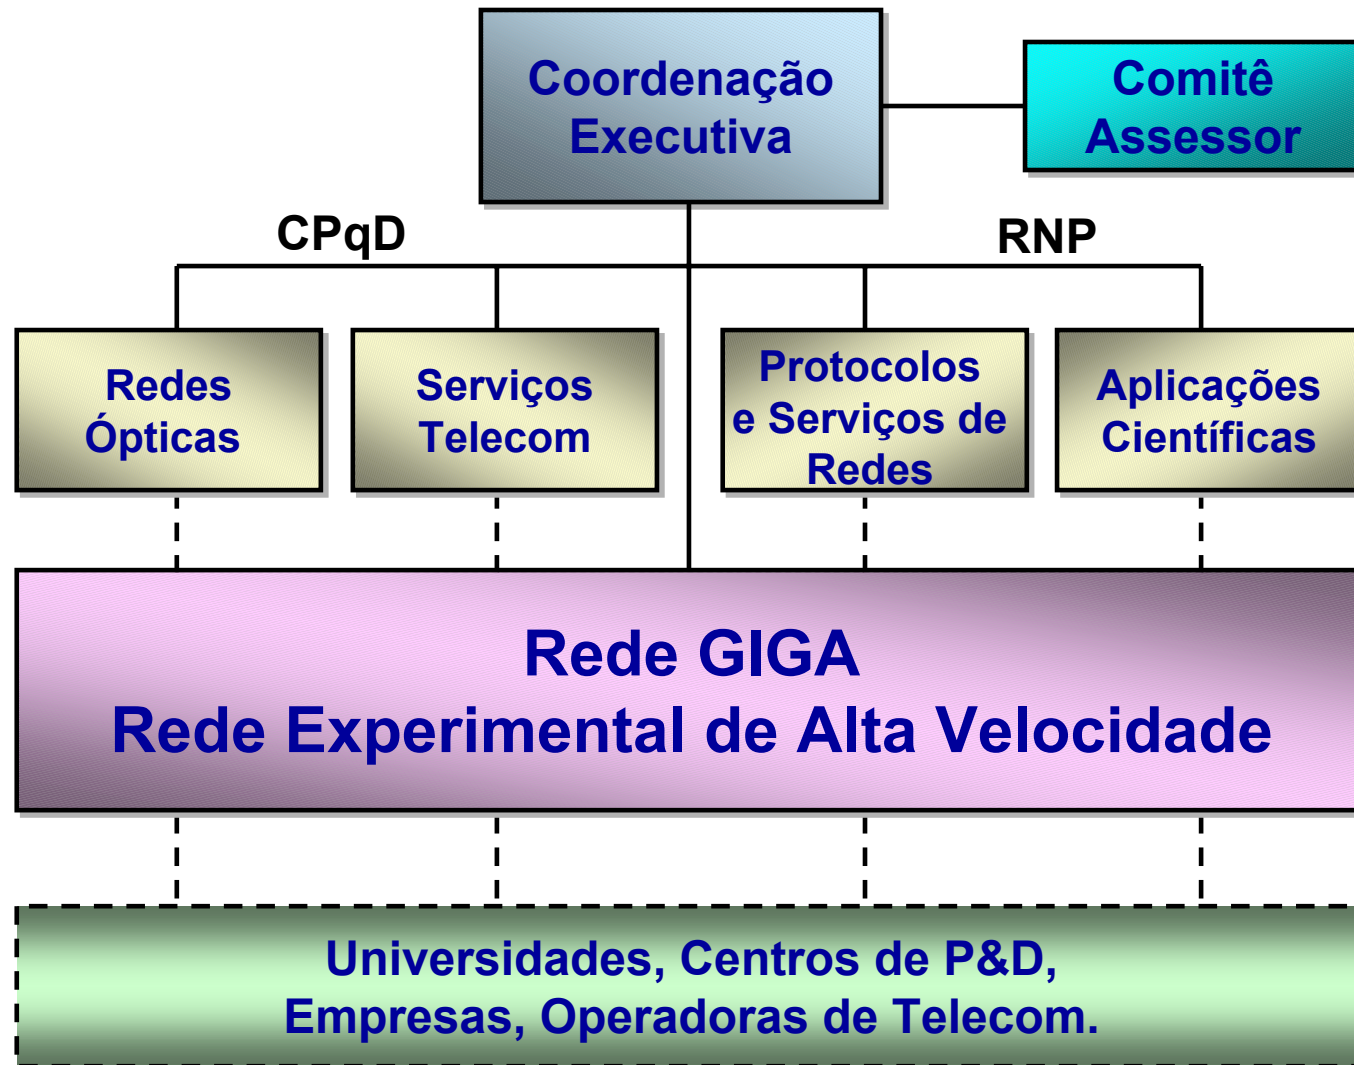 Coordenação
Executiva
Comitê
Assessor
CPqD
RNP
Redes
Ópticas
Serviços
Telecom
Protocolos
e Serviços de
Redes
Aplicações
Científicas
Rede GIGA
Rede Experimental de Alta Velocidade
Universidades, Centros de P&D,
Empresas, Operadoras de Telecom.